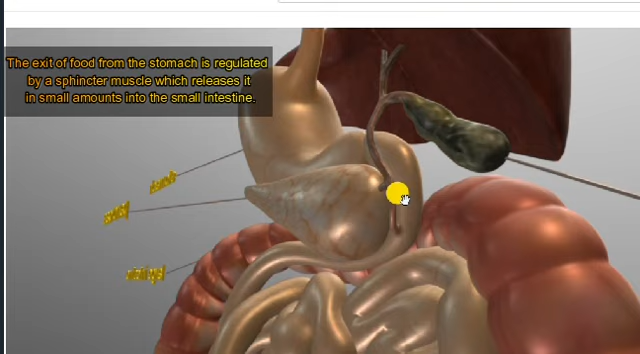 The exit of food from the stomach is regulated
by a sphincter muscle which releases it
in small amounts into the small intestine.